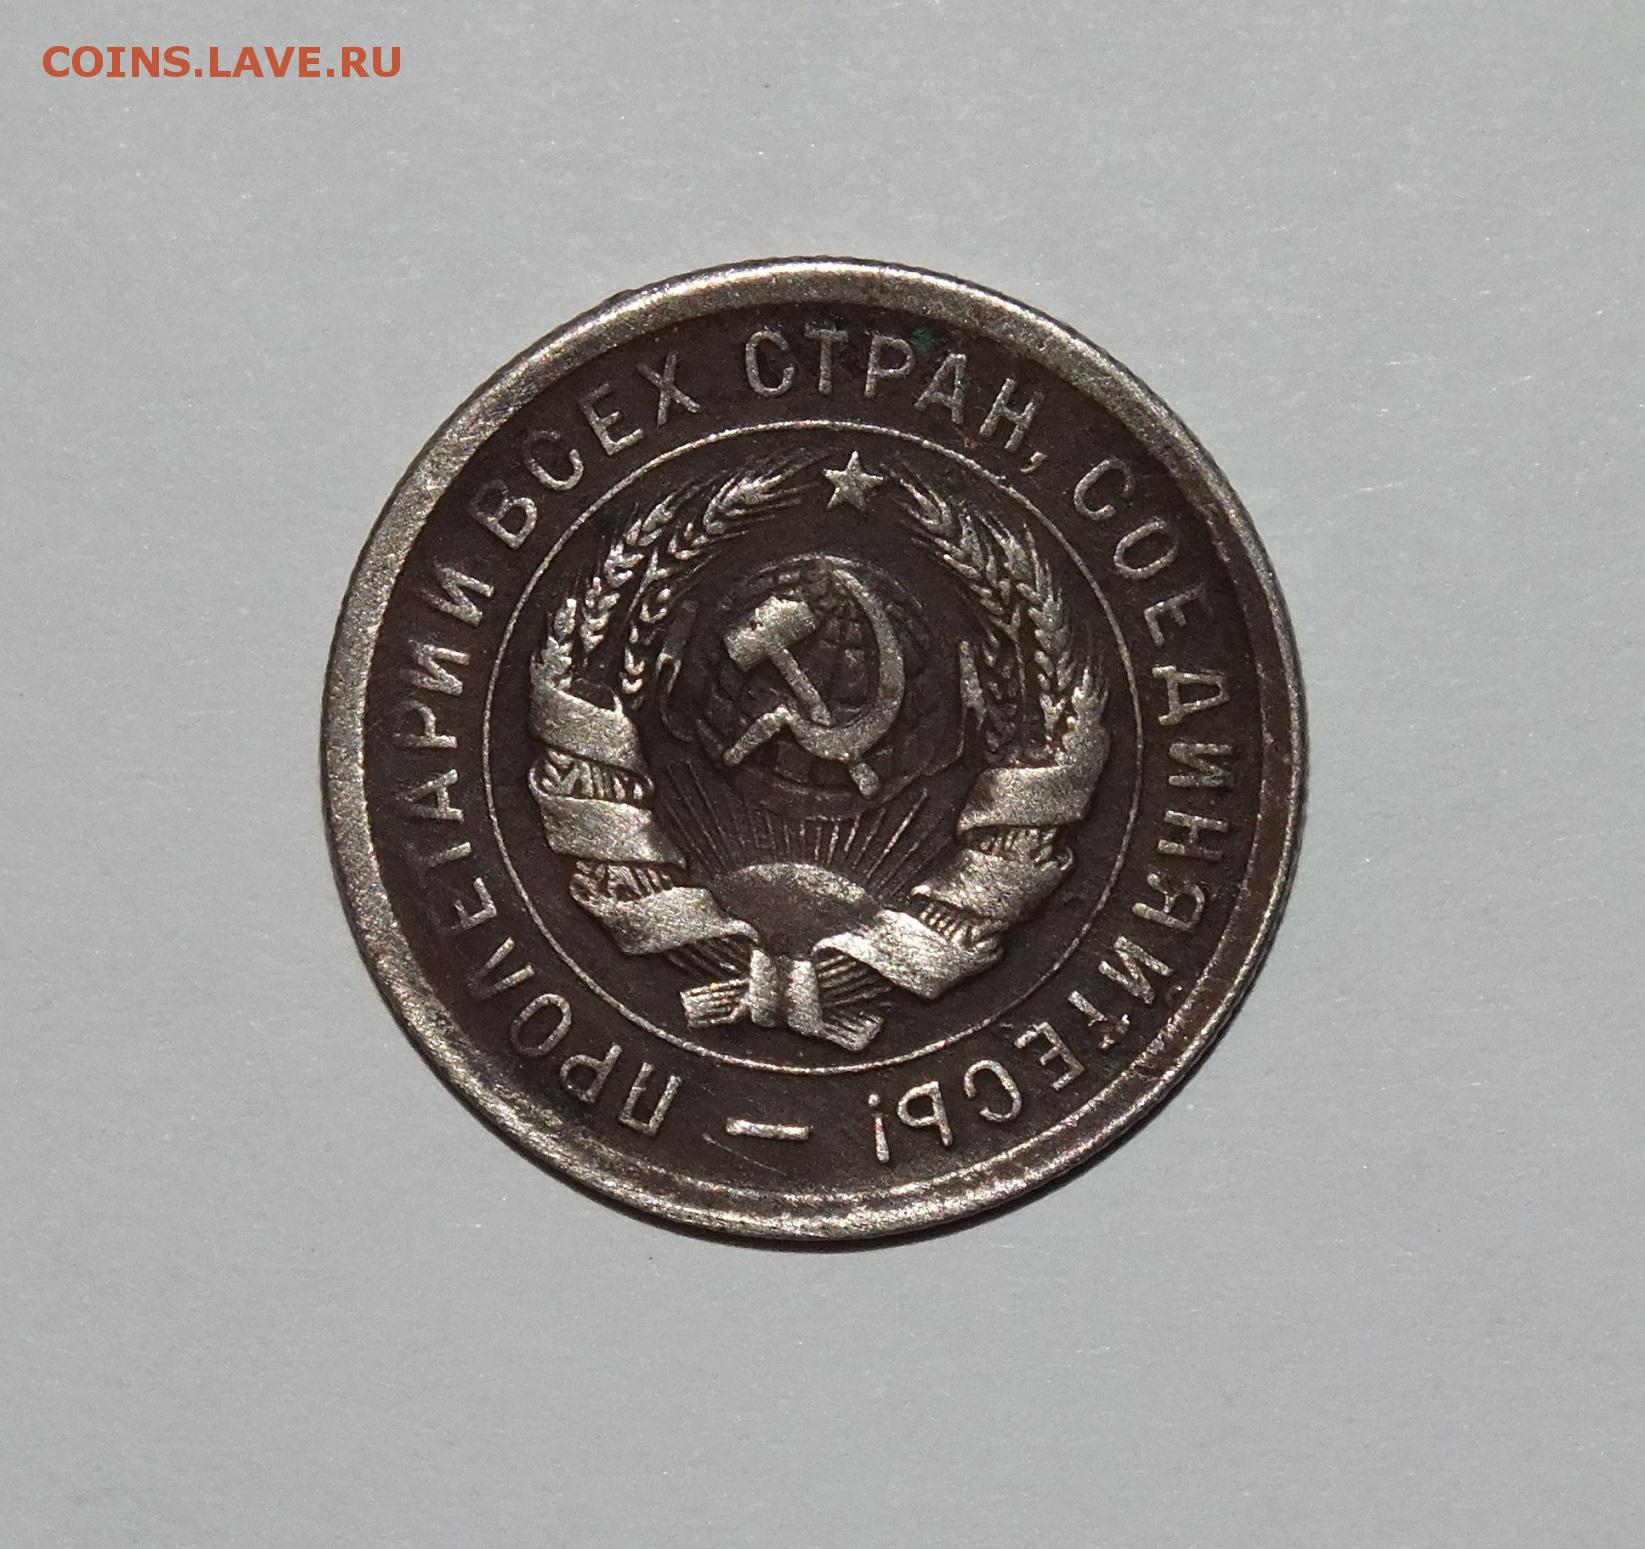 COINS.LAVE.RU
ПРОЛЕТАРИИ ВСЕХ СТРАН, СОЕДИНЯЙТЕСЬ! —